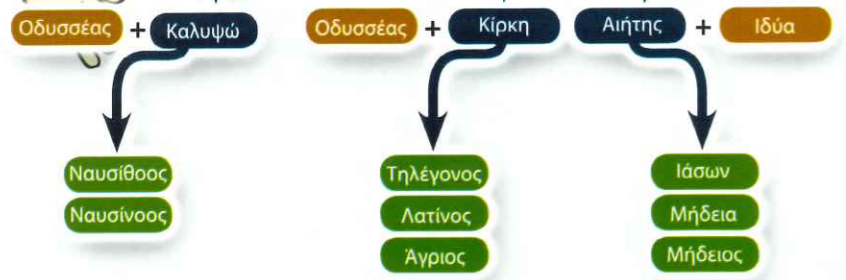 Οδυσσέας + Καλυψώ
Οδυσσέας + Κίρκη
Αιήτης + Ιδύα
Ναυσίθοος
Ναυσίνοος
Τηλέγονος
Λατίνος
Άγριος
Ιάσων
Μήδεια
Μήδειος